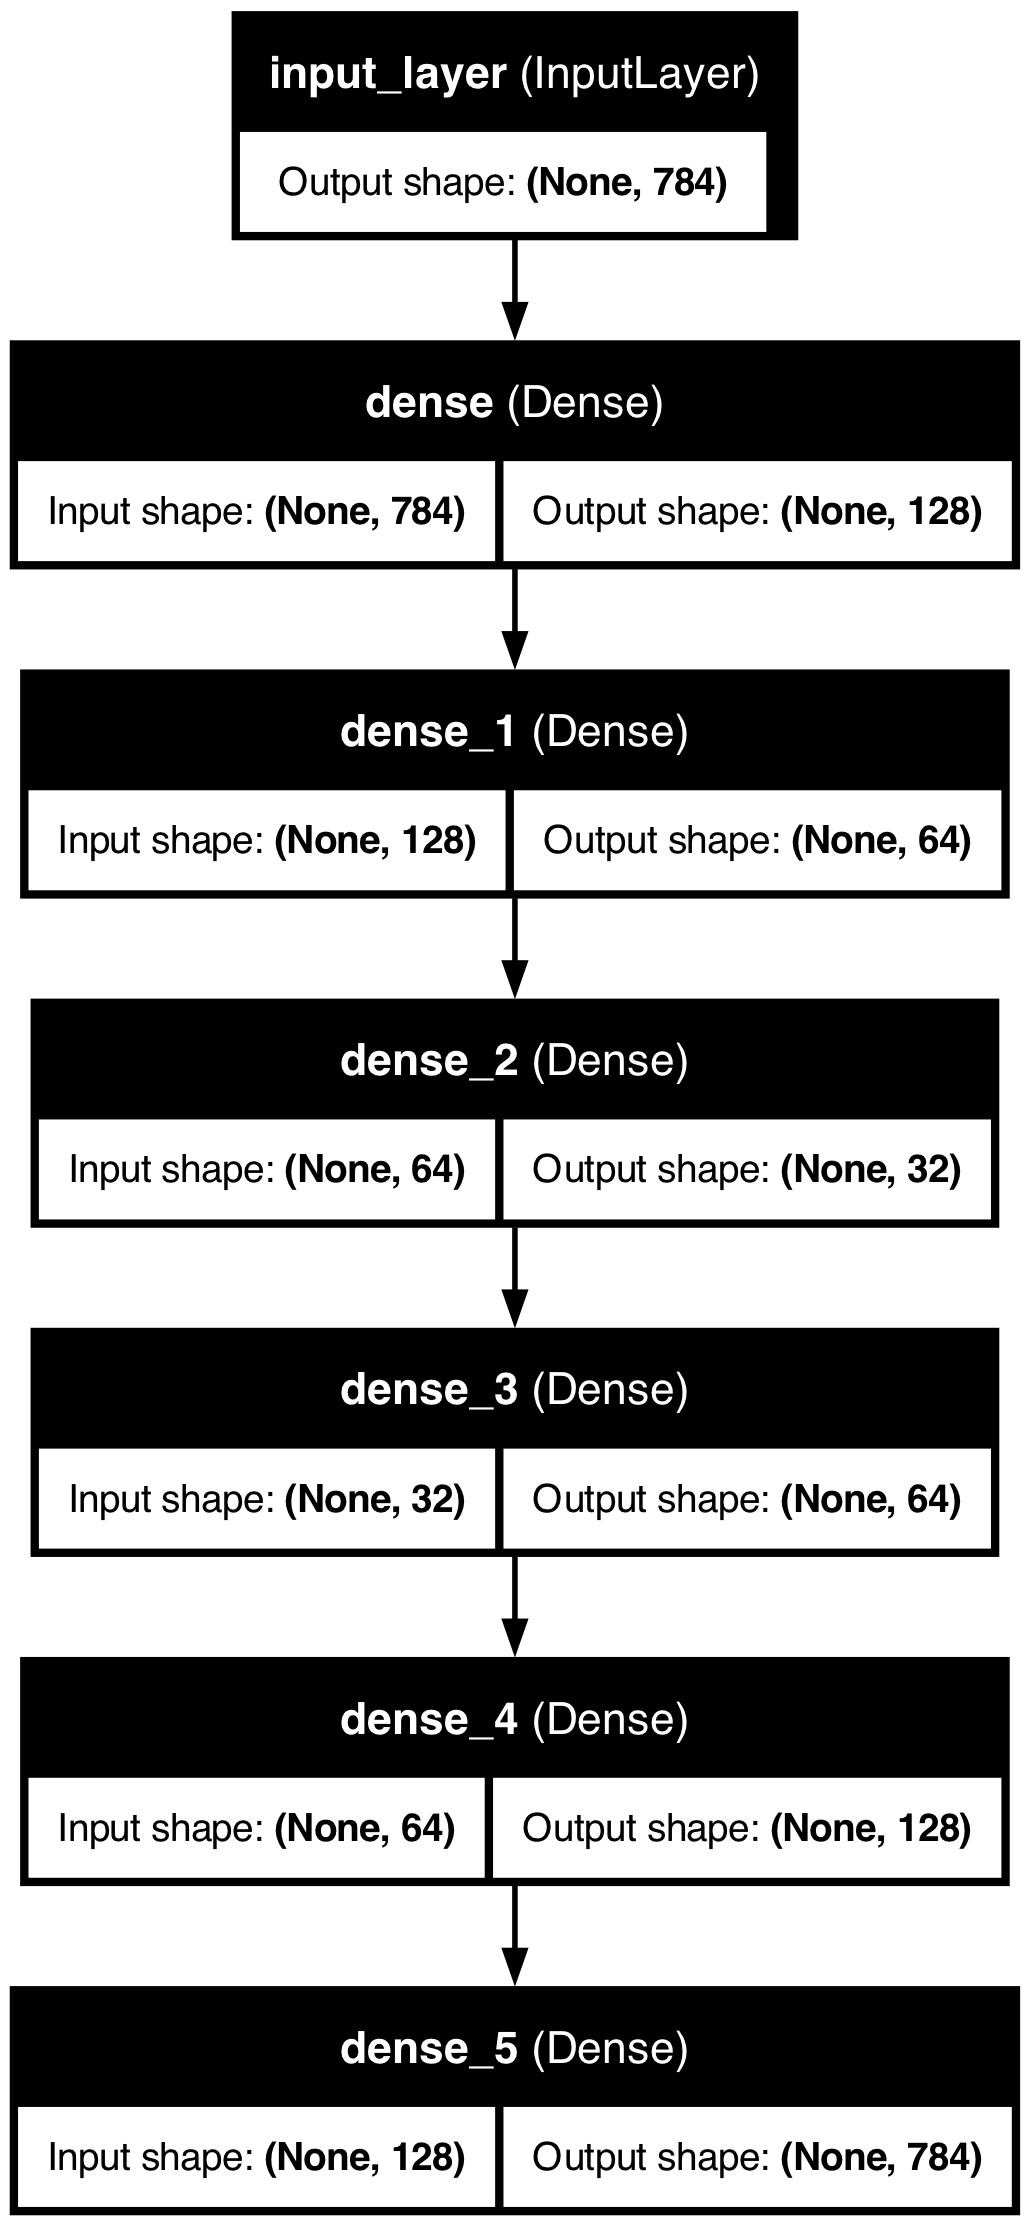 input_layer (InputLayer)
Output shape: (None, 784)
dense (Dense)
Input shape: (None, 784) Output shape: (None, 128)
dense_1 (Dense)
Input shape: (None, 128) Output shape: (None, 64)
dense_2 (Dense)
Input shape: (None, 64) Output shape: (None, 32)
dense_3 (Dense)
Input shape: (None, 32) Output shape: (None, 64)
dense_4 (Dense)
Input shape: (None, 64) Output shape: (None, 128)
dense_5 (Dense)
Input shape: (None, 128) Output shape: (None, 784)